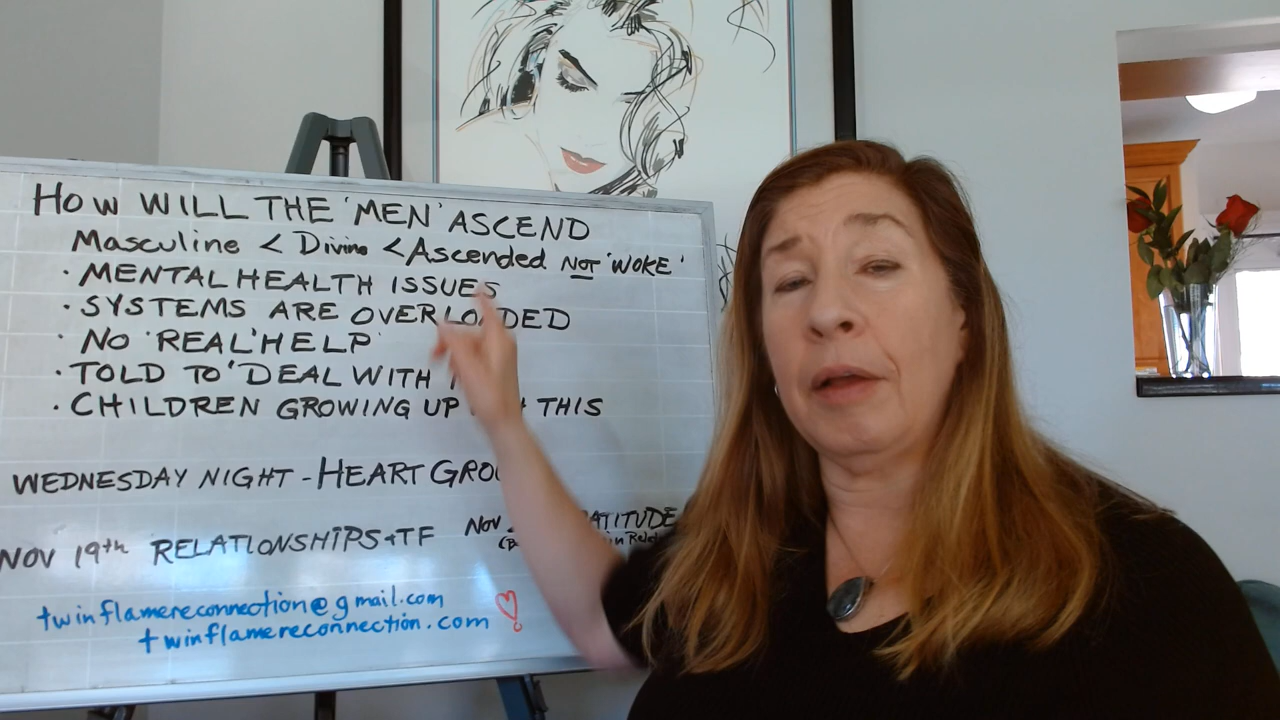 HOW WILL THE 'MEN' ASCEND
Masculine < Divine < Ascended NOT 'WOKE'
· MENTAL HEALTH ISSUES
· SYSTEMS ARE OVERLOADED
· NO 'REAL' HELP
· TOLD TO 'DEAL WITH
· CHILDREN GROWING UP THIS
WEDNESDAY NIGHT - HEART
NOV 19th RELATIONSHIPS + TF
NOV
in
twinflamereconnection@gmail.com
twinflamereconnection.com